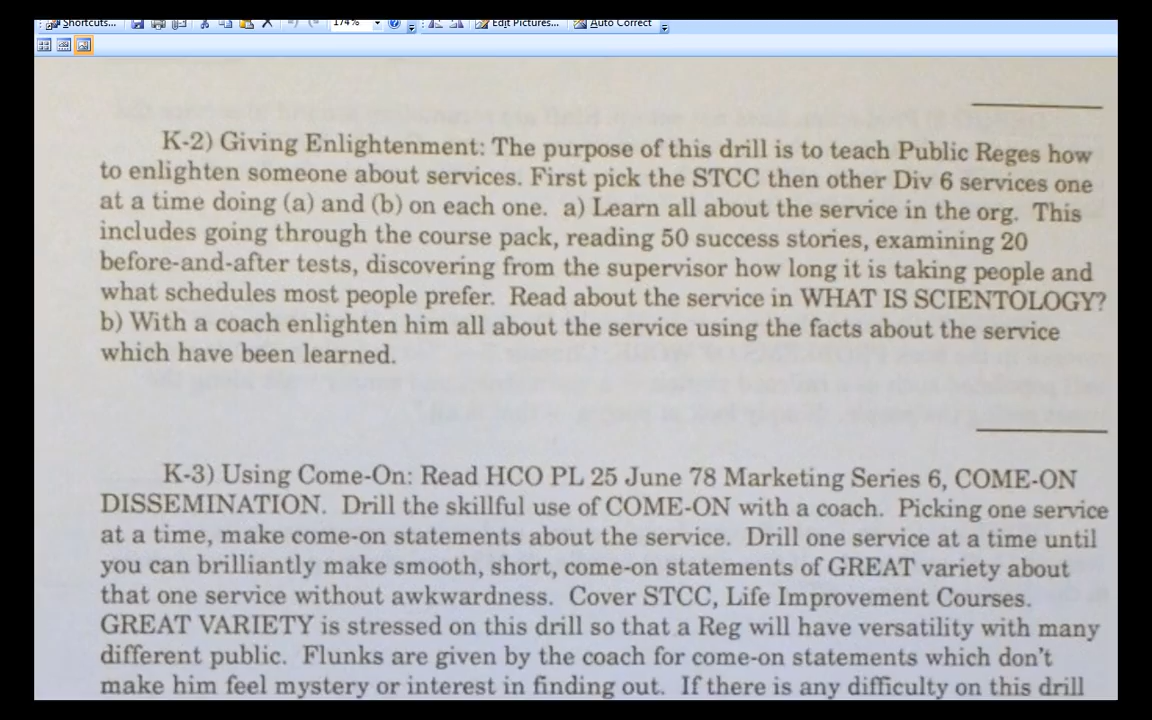 Shortcuts... 174% Edit Pictures... Auto Correct
K-2) Giving Enlightenment: The purpose of this drill is to teach Public Reges how
to enlighten someone about services. First pick the STCC then other Div 6 services one
at a time doing (a) and (b) on each one. a) Learn all about the service in the org. This
includes going through the course pack, reading 50 success stories, examining 20
before-and-after tests, discovering from the supervisor how long it is taking people and
what schedules most people prefer. Read about the service in WHAT IS SCIENTOLOGY?
b) With a coach enlighten him all about the service using the facts about the service
which have been learned.
K-3) Using Come-On: Read HCO PL 25 June 78 Marketing Series 6, COME-ON
DISSEMINATION. Drill the skillful use of COME-ON with a coach. Picking one service
at a time, make come-on statements about the service. Drill one service at a time until
you can brilliantly make smooth, short, come-on statements of GREAT variety about
that one service without awkwardness. Cover STCC, Life Improvement Courses.
GREAT VARIETY is stressed on this drill so that a Reg will have versatility with many
different public. Flunks are given by the coach for come-on statements which don't
make him feel mystery or interest in finding out. If there is any difficulty on this drill